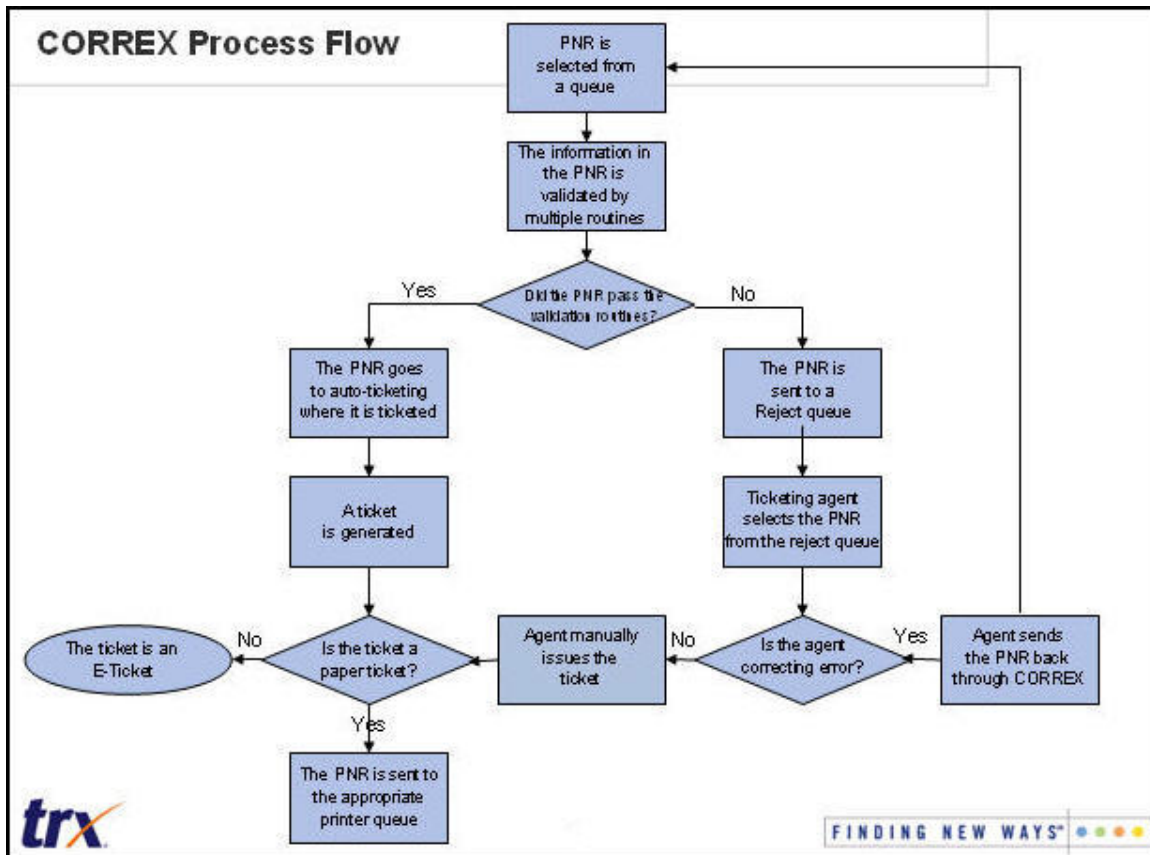 CORREX Process Flow
PNR is
selected from
a queue
The information in
the PNR is
validated by
multiple routines
Did the PNR pass the
validation routines?
Yes
No
The PNR goes
to auto-ticketing
where it is ticketed
The PNR is
sent to a
Reject queue
A ticket
is generated
Ticketing agent
selects the PNR
from the reject queue
The ticket is an
E-Ticket
No
Is the ticket a
paper ticket?
Agent manually
issues the
ticket
No
Is the agent
correcting error?
Yes
Agent sends
the PNR back
through CORREX
Yes
The PNR is sent to
the appropriate
printer queue
trx
FINDING NEW WAYS℠